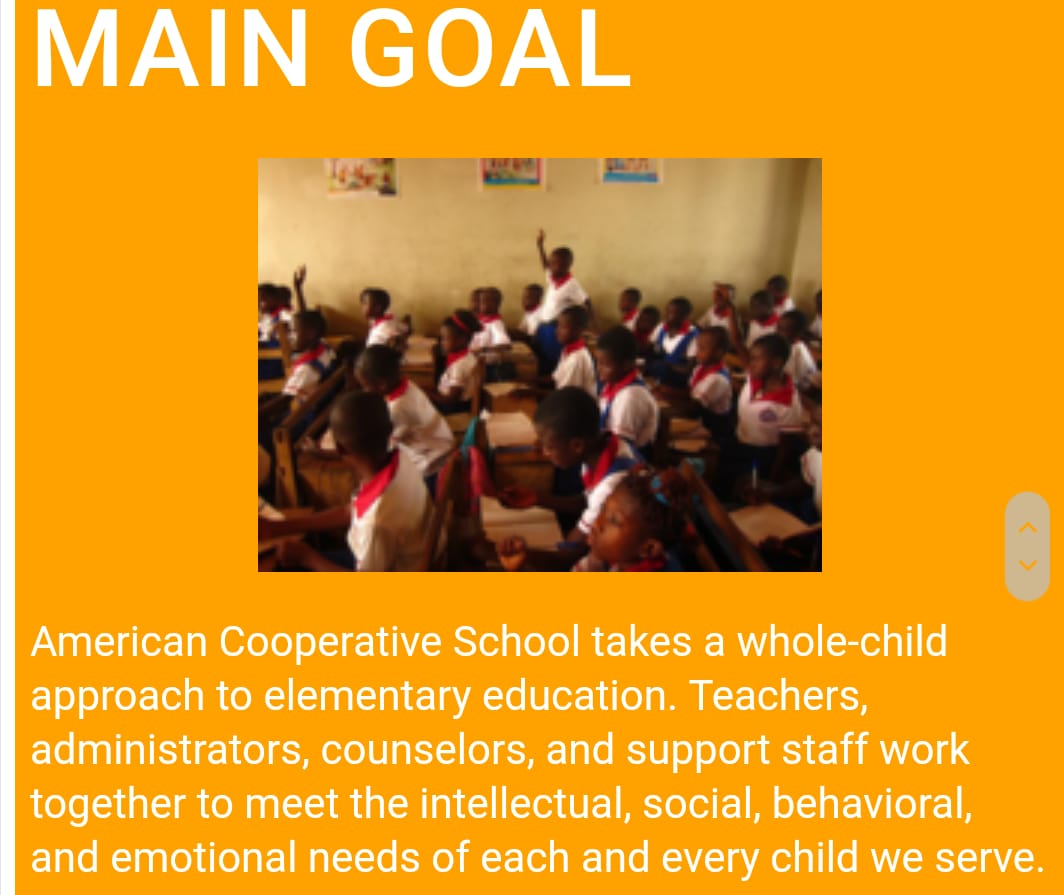 MAIN GOAL
American Cooperative School takes a whole-child
approach to elementary education. Teachers,
administrators, counselors, and support staff work
together to meet the intellectual, social, behavioral,
and emotional needs of each and every child we serve.